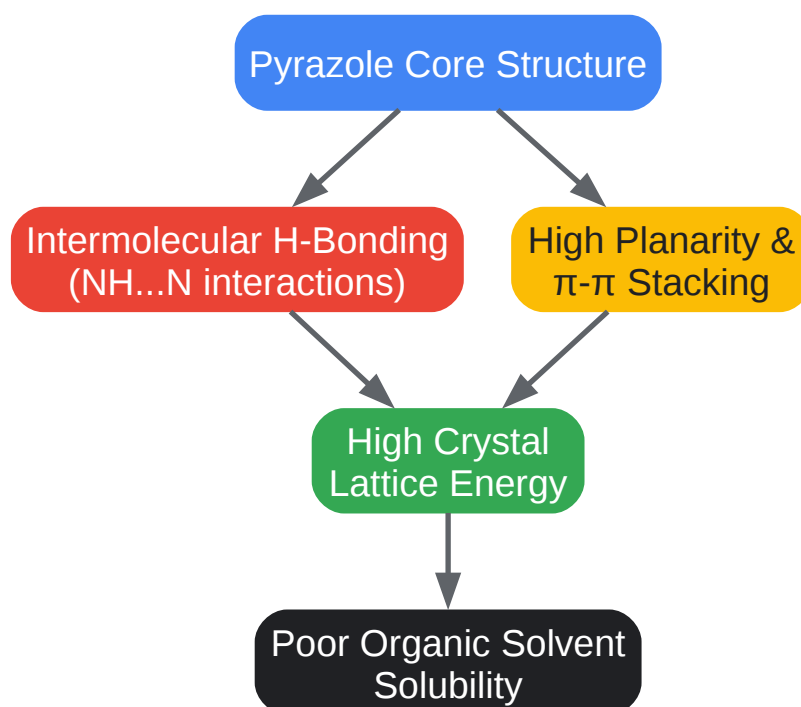 Pyrazole Core Structure
Intermolecular H-Bonding
(NH...N interactions)
High Planarity &
π-π Stacking
High Crystal
Lattice Energy
Poor Organic Solvent
Solubility